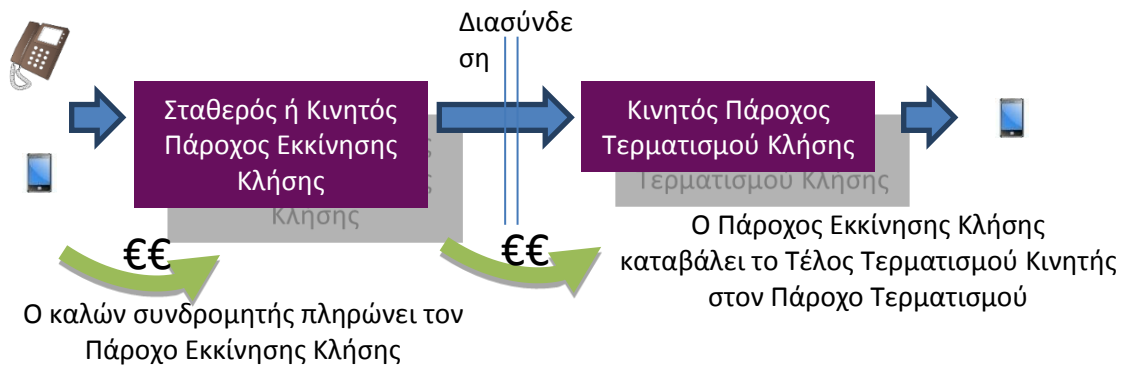 Διασύνδε
ση
Σταθερός ή Κινητός
Πάροχος Εκκίνησης
Κλήσης
Κλήσης
Κινητός Πάροχος
Τερματισμού Κλήσης
Τερματισμού Κλήσης
€€
€€
Ο καλών συνδρομητής πληρώνει τον
Πάροχο Εκκίνησης Κλήσης
Ο Πάροχος Εκκίνησης Κλήσης
καταβάλει το Τέλος Τερματισμού Κινητής
στον Πάροχο Τερματισμού